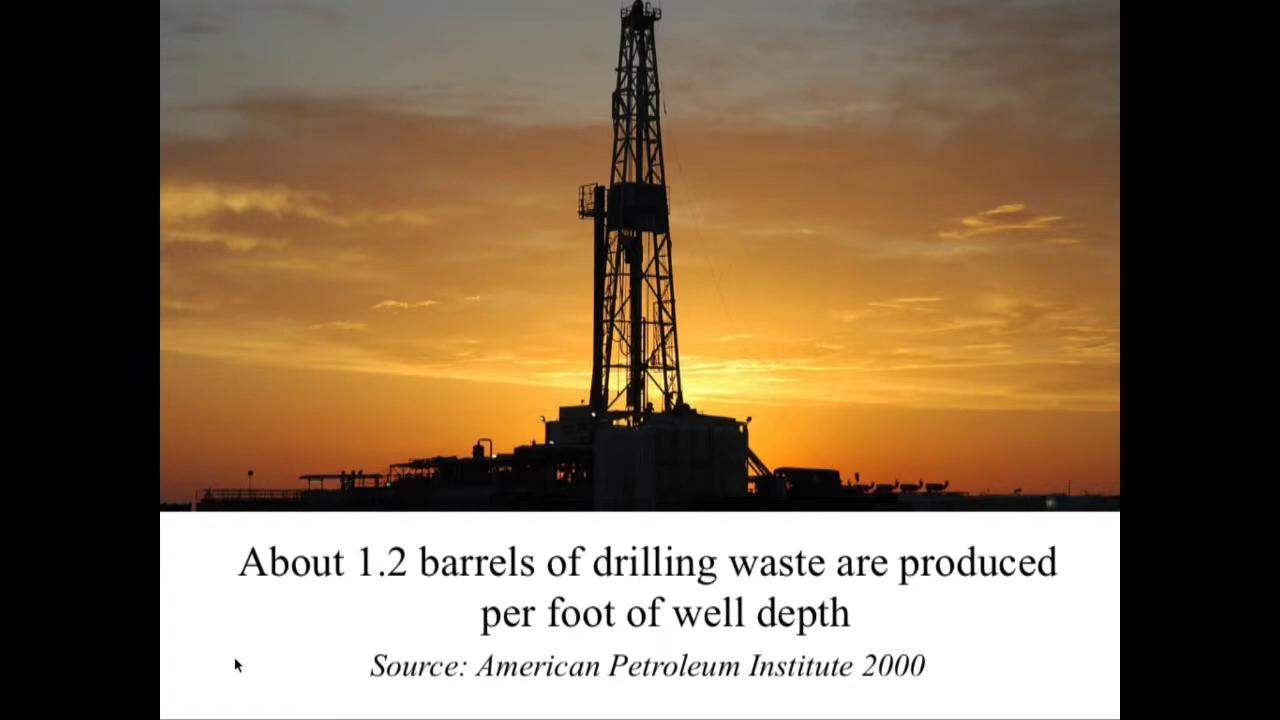 About 1.2 barrels of drilling waste are produced
per foot of well depth
Source: American Petroleum Institute 2000